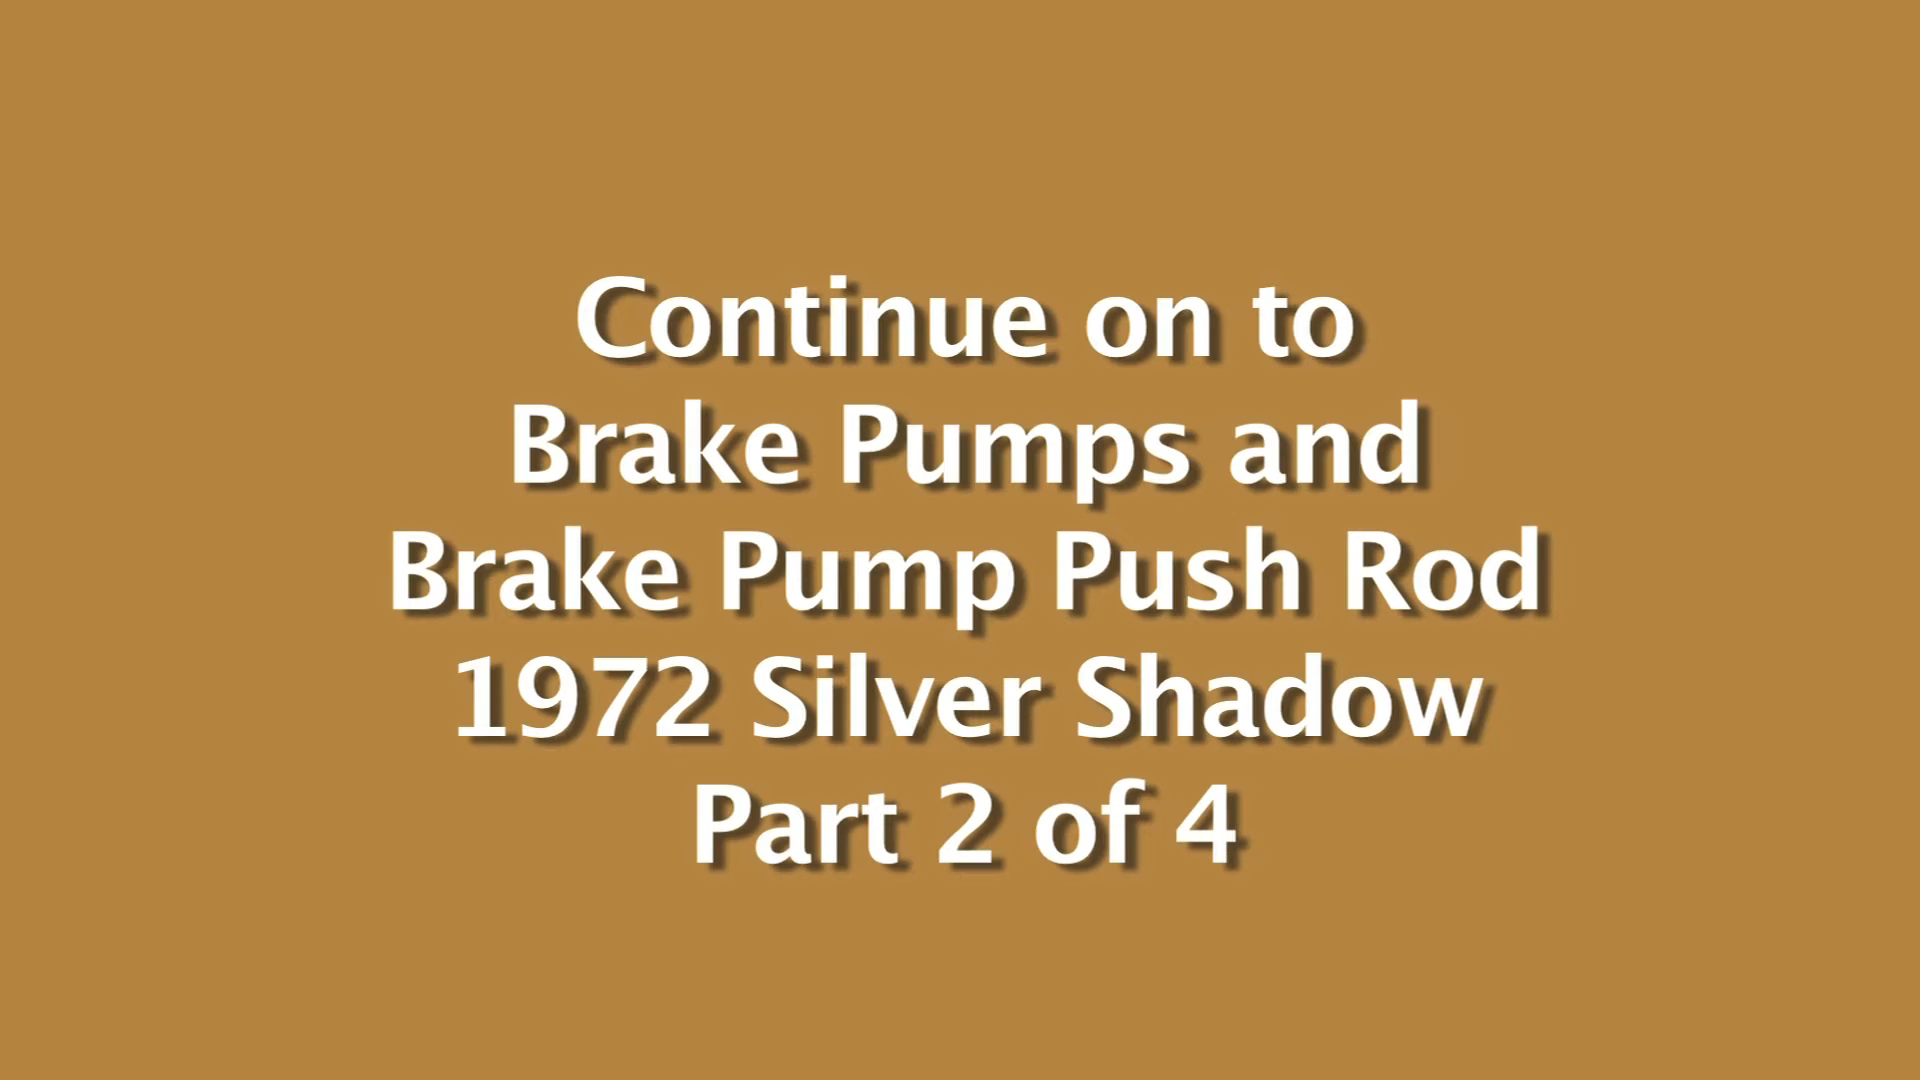 Continue on to
Brake Pumps and
Brake Pump Push Rod
1972 Silver Shadow
Part 2 of 4